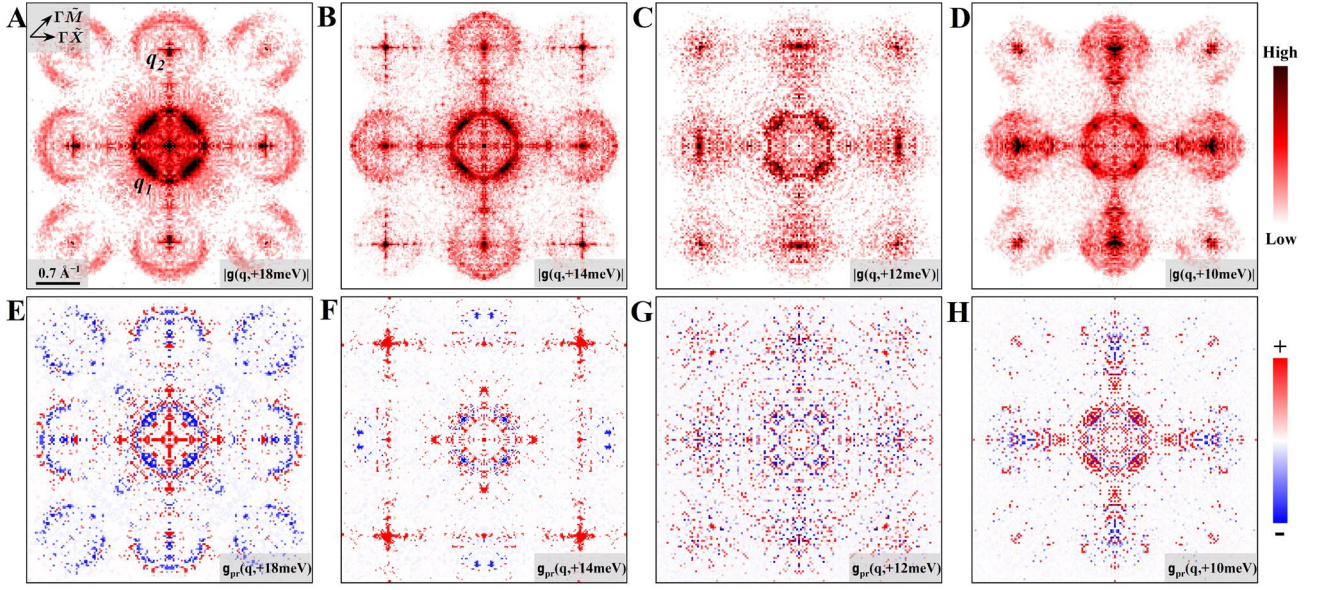 A
ΓM̃
ΓX̃
q₂
q₁
0.7 Å⁻¹
|g(q,+18meV)|
B
|g(q,+14meV)|
C
|g(q,+12meV)|
D
|g(q,+10meV)|
High
Low
E
gₚᵣ(q,+18meV)
F
gₚᵣ(q,+14meV)
G
gₚᵣ(q,+12meV)
H
gₚᵣ(q,+10meV)
+
-